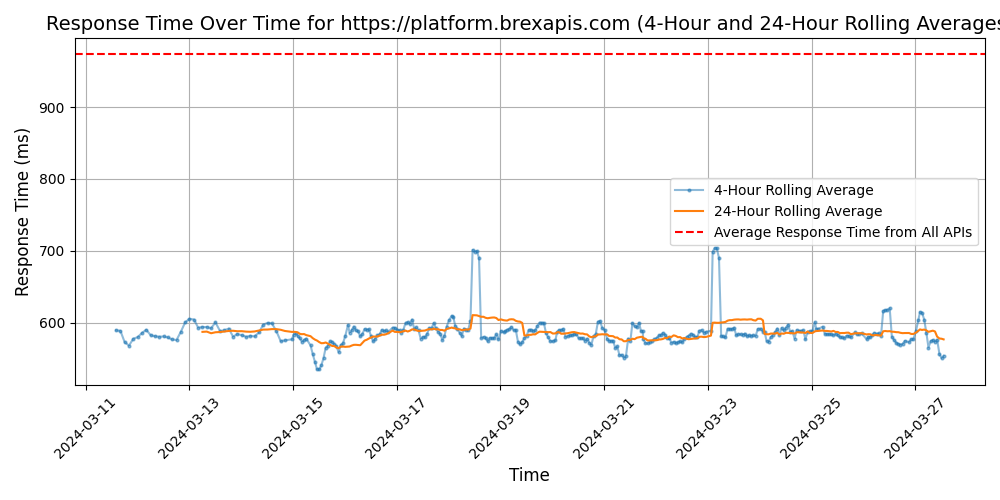 Response Time Over Time for https://platform.brexapis.com (4-Hour and 24-Hour Rolling Averages
Response Time (ms)
900
800
700
600
4-Hour Rolling Average
24-Hour Rolling Average
Average Response Time from All APIs
2024-03-11
2024-03-13
2024-03-15
2024-03-17
2024-03-19
2024-03-21
2024-03-23
2024-03-25
2024-03-27
Time